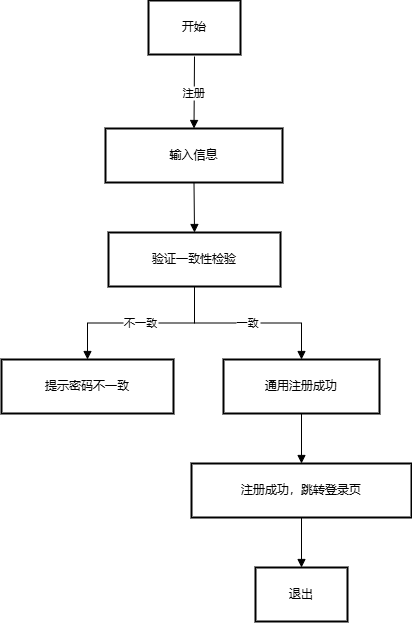 开始
注册
输入信息
验证一致性检验
不一致
一致
提示密码不一致
通用注册成功
注册成功，跳转登录页
退出